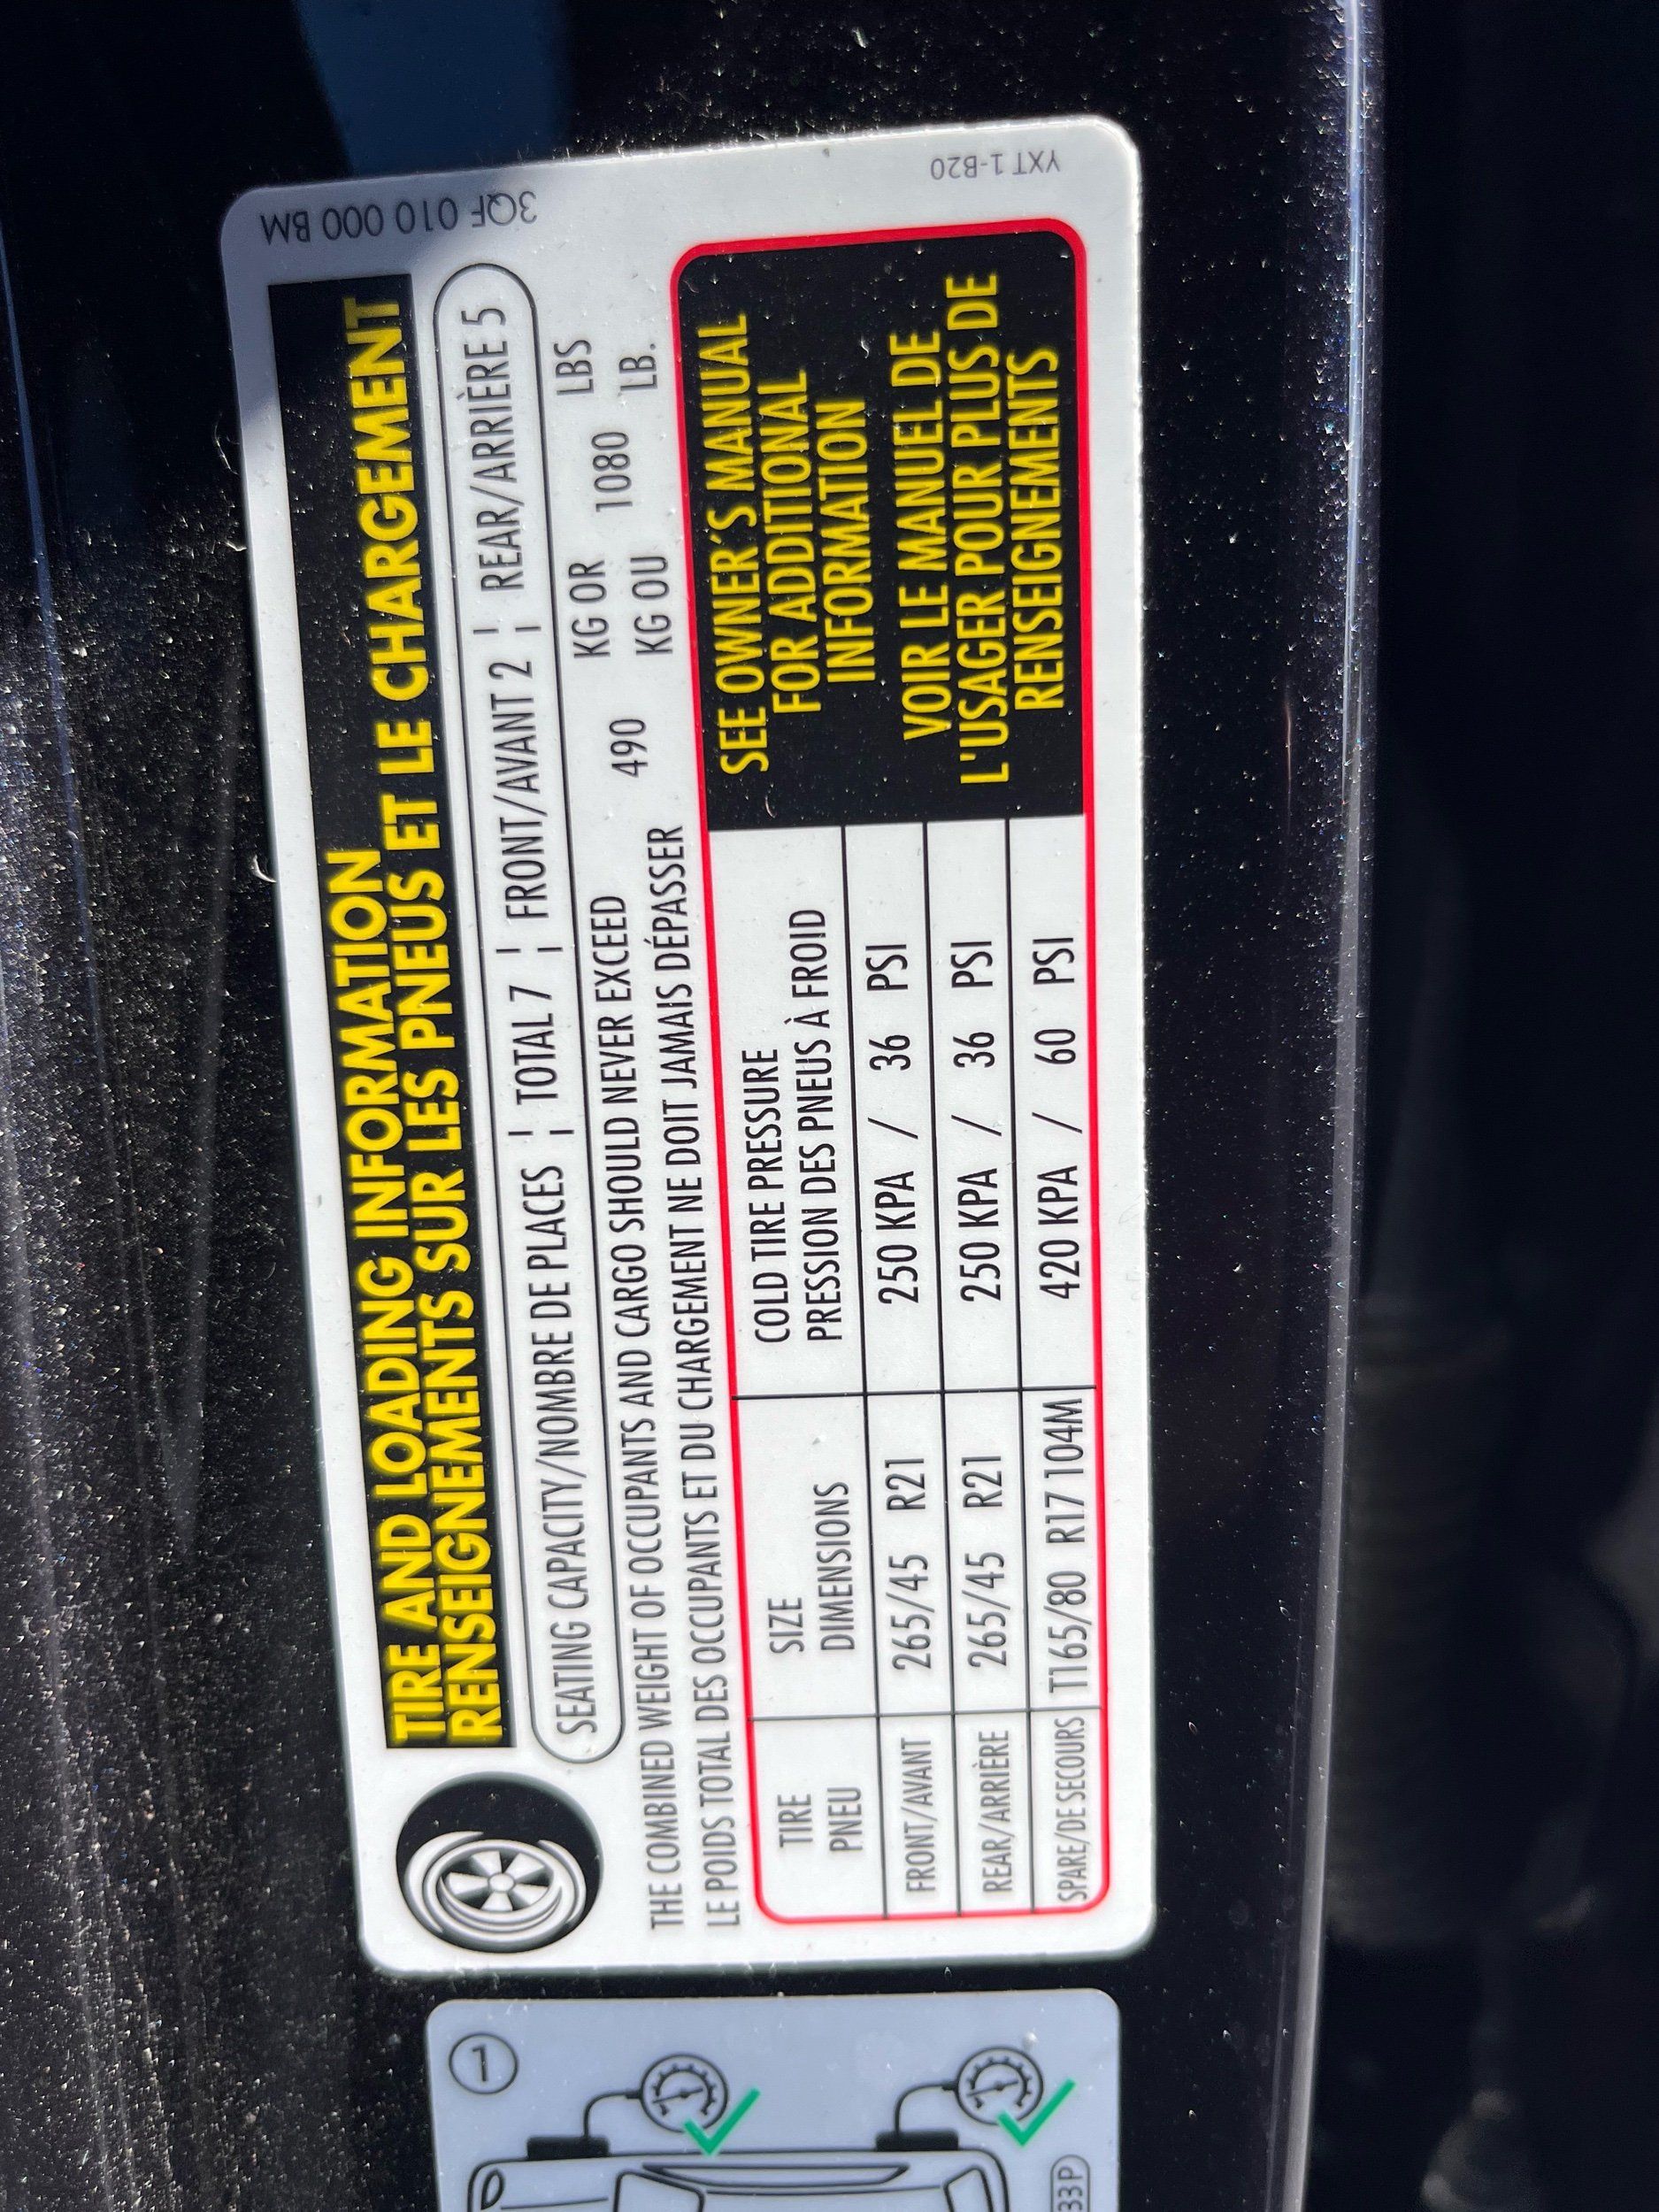 3QF 010 000 BM
YXT 1-B20
TIRE AND LOADING INFORMATION
RENSEIGNEMENTS SUR LES PNEUS ET LE CHARGEMENT
SEATING CAPACITY/NOMBRE DE PLACES ¦ TOTAL 7 ¦ FRONT/AVANT 2 ¦ REAR/ARRIÈRE 5
THE COMBINED WEIGHT OF OCCUPANTS AND CARGO SHOULD NEVER EXCEED 490 KG OR 1080 LBS
LE POIDS TOTAL DES OCCUPANTS ET DU CHARGEMENT NE DOIT JAMAIS DÉPASSER KG OU LB.
TIRE SIZE COLD TIRE PRESSURE
PNEU DIMENSIONS PRESSION DES PNEUS À FROID
FRONT/AVANT 265/45 R21 250 KPA / 36 PSI
REAR/ARRIÈRE 265/45 R21 250 KPA / 36 PSI
SPARE/DE SECOURS T165/80 R17 104M 420 KPA / 60 PSI
SEE OWNER'S MANUAL
FOR ADDITIONAL
INFORMATION
VOIR LE MANUEL DE
L'USAGER POUR PLUS DE
RENSEIGNEMENTS
1
33P